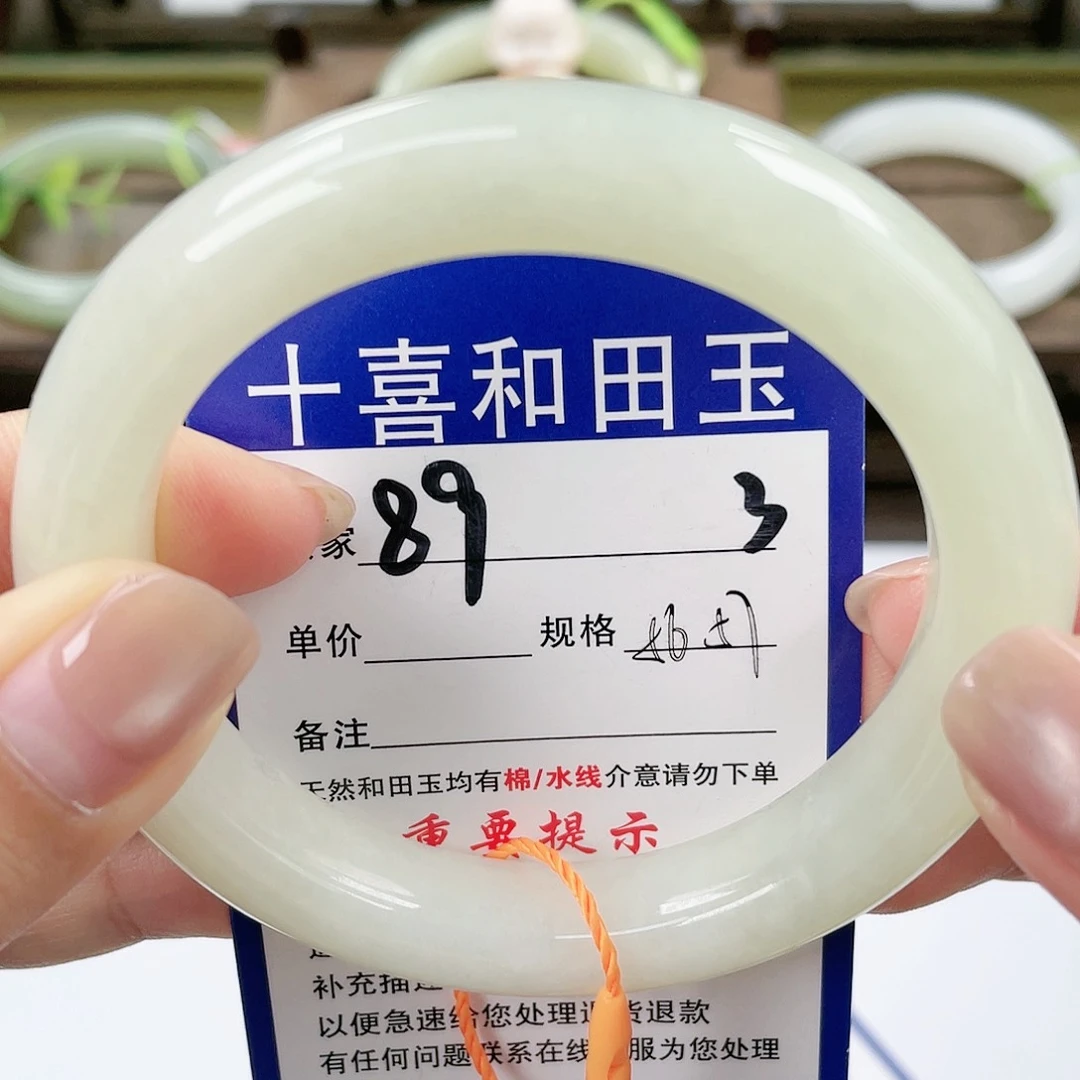 十喜和田玉
家 89 3
单价 规格
备注
天然和田玉均有棉/水线介意请勿下单
重要提示
补充描述
以便急速给您处理退货退款
有任何问题联系在线客服为您处理